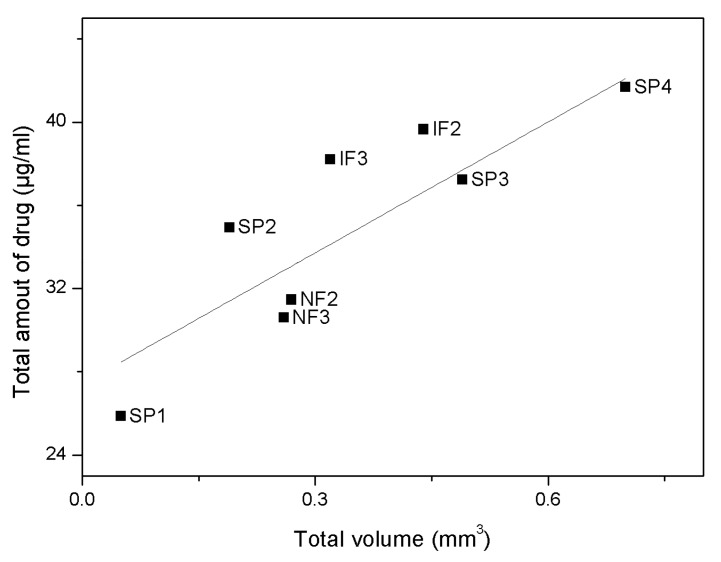 SP4
40
IF2
IF3
SP3
SP2
32
NF2
NF3
SP1
24
0.0
0.3
0.6
Total volume (mm³)
Total amout of drug (μg/ml)